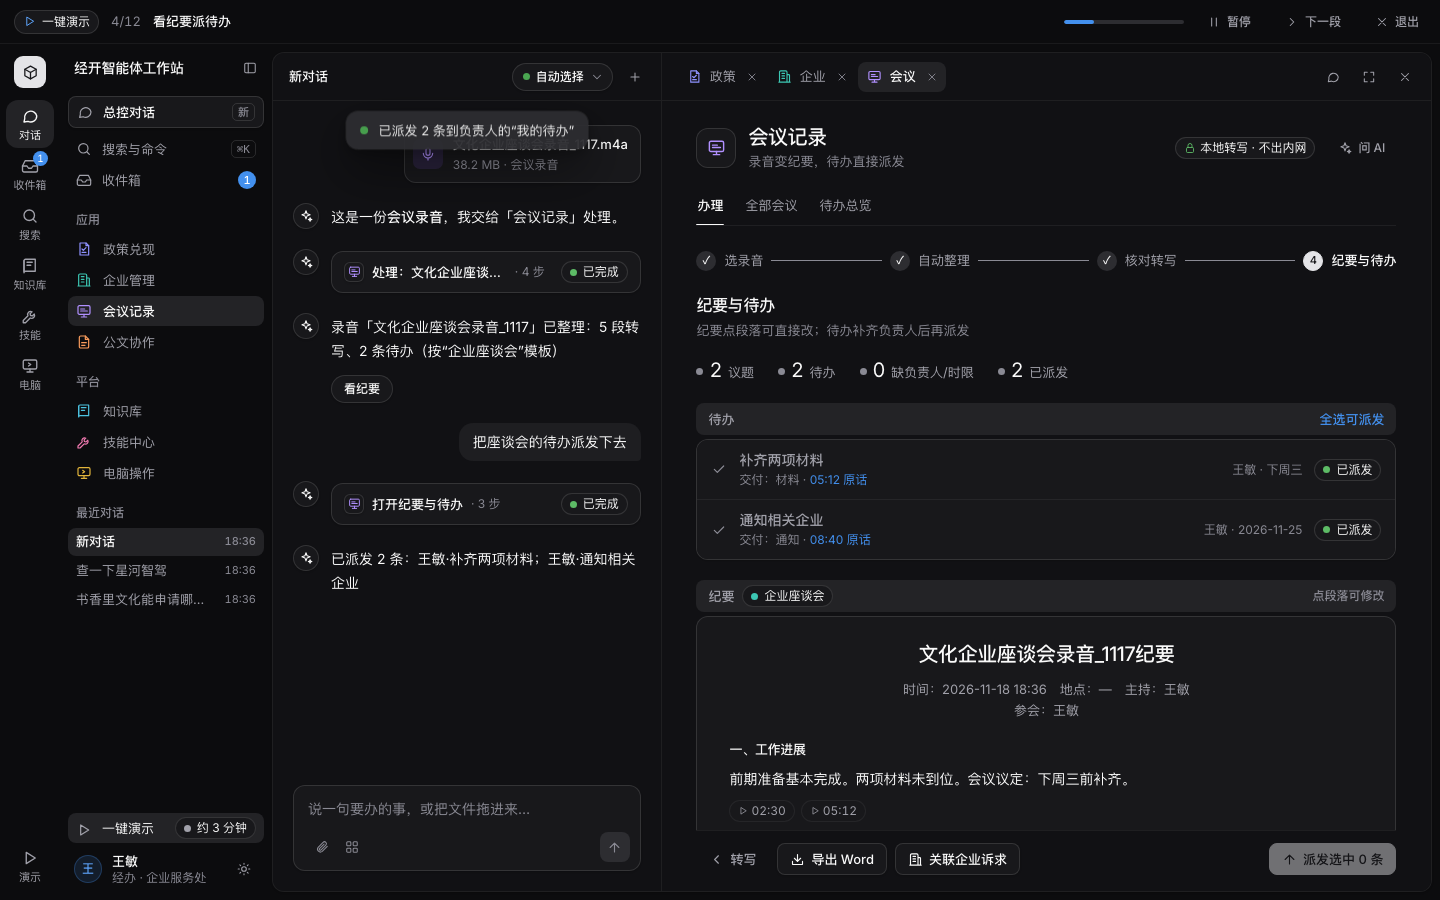 一键演示 4/12 看纪要派待办
暂停 下一段 退出
对话
1
收件箱
搜索
知识库
技能
电脑
演示
经开智能体工作站
总控对话 新
搜索与命令 ⌘K
收件箱 1
应用
政策兑现
企业管理
会议记录
公文协作
平台
知识库
技能中心
电脑操作
最近对话
新对话 18:36
查一下星河智驾 18:36
书香里文化能申请哪... 18:36
一键演示 约 3 分钟
王 王敏
经办 · 企业服务处
新对话 自动选择
已派发 2 条到负责人的“我的待办”
117.m4a
38.2 MB · 会议录音
这是一份会议录音，我交给「会议记录」处理。
处理：文化企业座谈... · 4 步 已完成
录音「文化企业座谈会录音_1117」已整理：5 段转
写、2 条待办（按“企业座谈会”模板）
看纪要
把座谈会的待办派发下去
打开纪要与待办 · 3 步 已完成
已派发 2 条：王敏·补齐两项材料；王敏·通知相关
企业
说一句要办的事，或把文件拖进来...
政策 企业 会议
会议记录
录音变纪要，待办直接派发
本地转写 · 不出内网 问 AI
办理 全部会议 待办总览
选录音 自动整理 核对转写 4 纪要与待办
纪要与待办
纪要点段落可直接改；待办补齐负责人后再派发
2 议题 2 待办 0 缺负责人/时限 2 已派发
待办 全选可派发
补齐两项材料
交付：材料 · 05:12 原话
王敏 · 下周三 已派发
通知相关企业
交付：通知 · 08:40 原话
王敏 · 2026-11-25 已派发
纪要 企业座谈会 点段落可修改
文化企业座谈会录音_1117纪要
时间：2026-11-18 18:36 地点：— 主持：王敏
参会：王敏
一、工作进展
前期准备基本完成。两项材料未到位。会议议定：下周三前补齐。
02:30 05:12
转写 导出 Word 关联企业诉求 派发选中 0 条